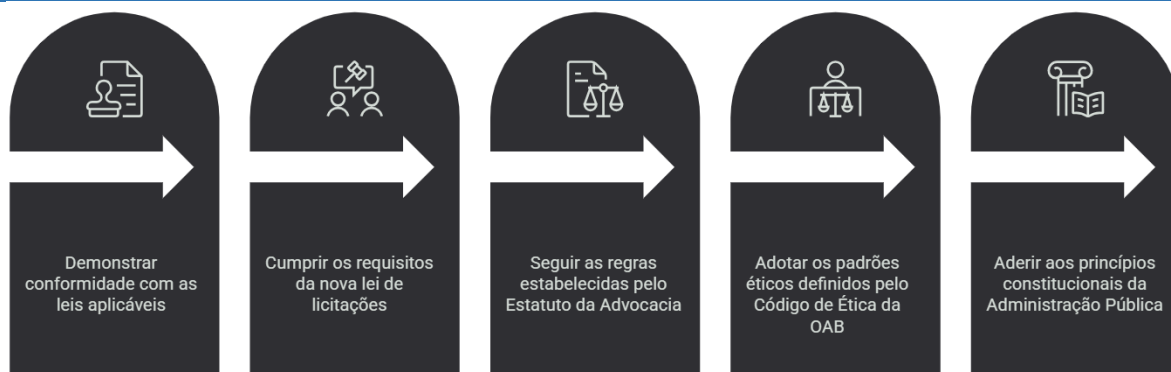 Demonstrar
conformidade com as
leis aplicáveis
Cumprir os requisitos
da nova lei de
licitações
Seguir as regras
estabelecidas pelo
Estatuto da Advocacia
Adotar os padrões
éticos definidos pelo
Código de Ética da
OAB
Aderir aos princípios
constitucionais da
Administração Pública